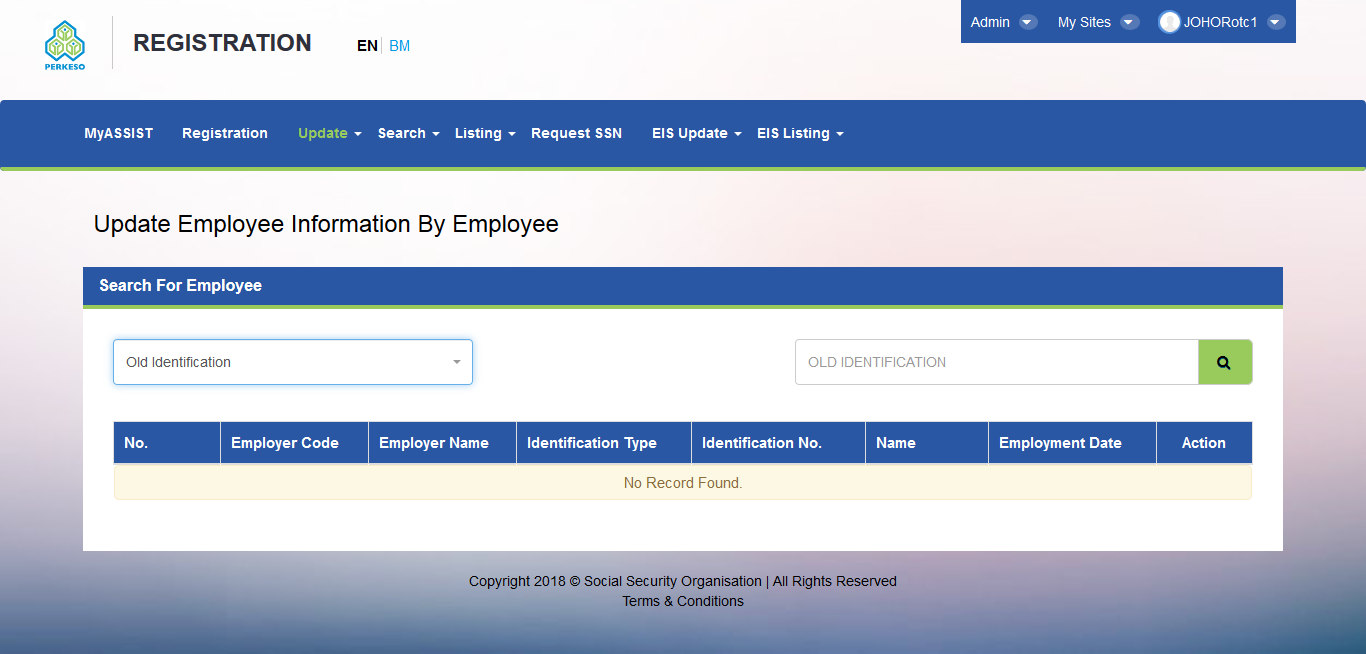 Admin My Sites JOHORotc1
PERKESO
REGISTRATION EN BM
MyASSIST Registration Update Search Listing Request SSN EIS Update EIS Listing
Update Employee Information By Employee
Search For Employee
Old Identification OLD IDENTIFICATION
No. Employer Code Employer Name Identification Type Identification No. Name Employment Date Action
No Record Found.
Copyright 2018 © Social Security Organisation | All Rights Reserved
Terms & Conditions